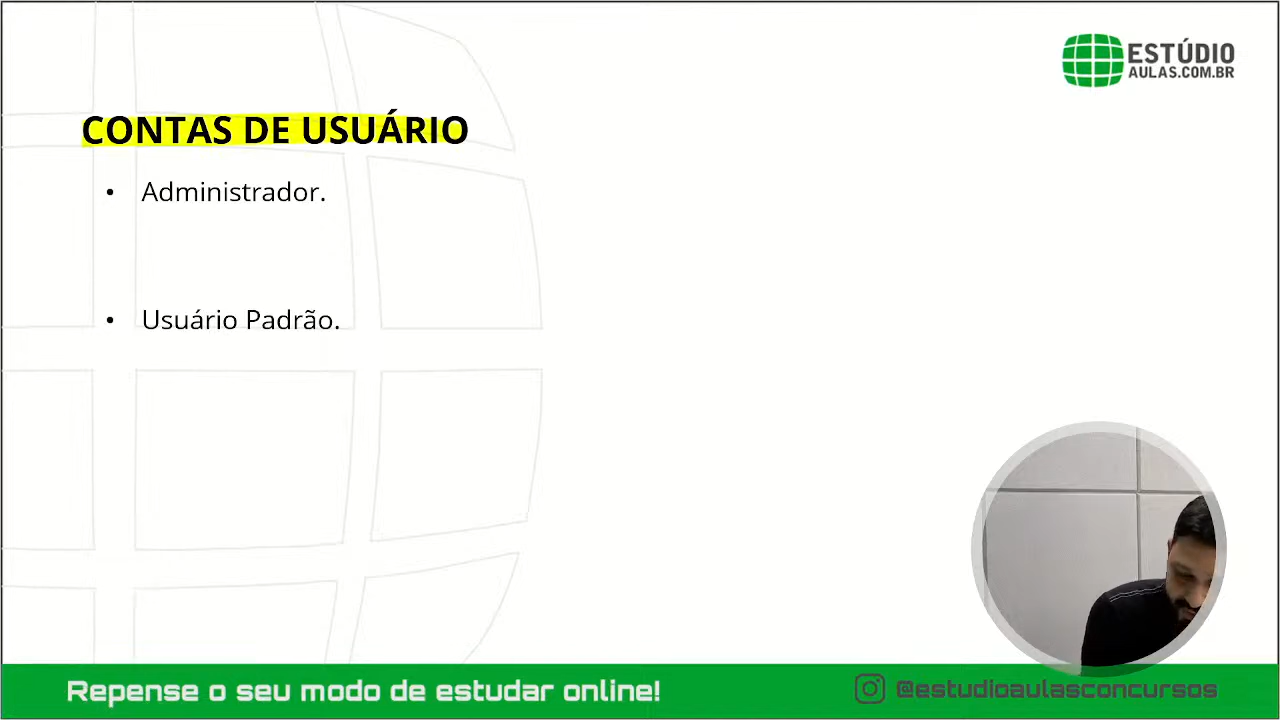 ESTÚDIO
AULAS.COM.BR
CONTAS DE USUÁRIO
• Administrador.
• Usuário Padrão.
Repense o seu modo de estudar online!
@estudioaulasconcursos